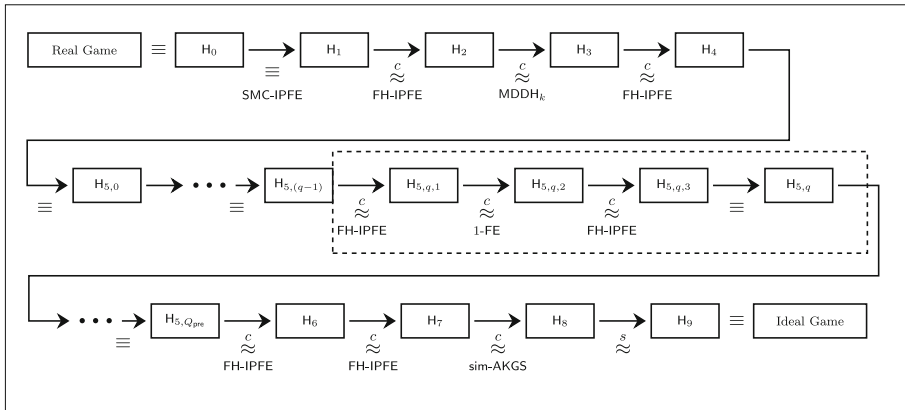 Real Game ≡ H₀ H₁ H₂ H₃ H₄
≡ c≈ c≈ c≈
SMC-IPFE FH-IPFE MDDHₖ FH-IPFE
H₅,₀ • • • H₅,(q−1) H₅,q,1 H₅,q,2 H₅,q,3 H₅,q
≡ ≡ c≈ c≈ c≈ ≡
FH-IPFE 1-FE FH-IPFE
• • • H₅,Qpre H₆ H₇ H₈ H₉ ≡ Ideal Game
≡ c≈ c≈ c≈ s≈
FH-IPFE FH-IPFE sim-AKGS